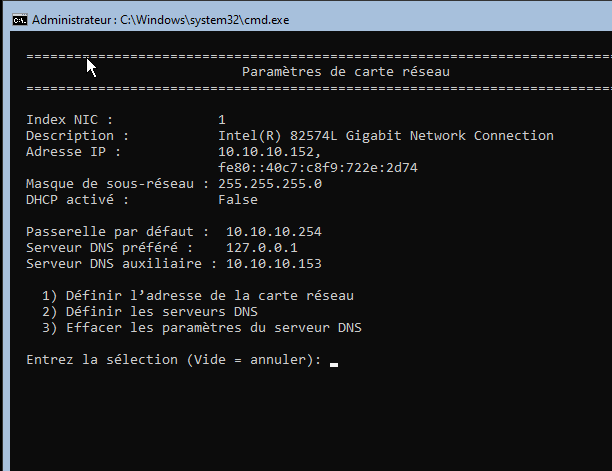 Administrateur : C:\Windows\system32\cmd.exe
===========================================================================
Paramètres de carte réseau
===========================================================================
Index NIC : 1
Description : Intel(R) 82574L Gigabit Network Connection
Adresse IP : 10.10.10.152,
fe80::40c7:c8f9:722e:2d74
Masque de sous-réseau : 255.255.255.0
DHCP activé : False
Passerelle par défaut : 10.10.10.254
Serveur DNS préféré : 127.0.0.1
Serveur DNS auxiliaire : 10.10.10.153
1) Définir l’adresse de la carte réseau
2) Définir les serveurs DNS
3) Effacer les paramètres du serveur DNS
Entrez la sélection (Vide = annuler):